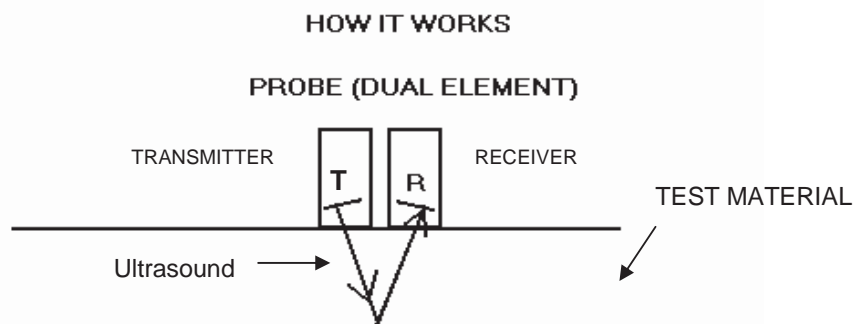 HOW IT WORKS
PROBE (DUAL ELEMENT)
TRANSMITTER
RECEIVER
T
R
TEST MATERIAL
Ultrasound